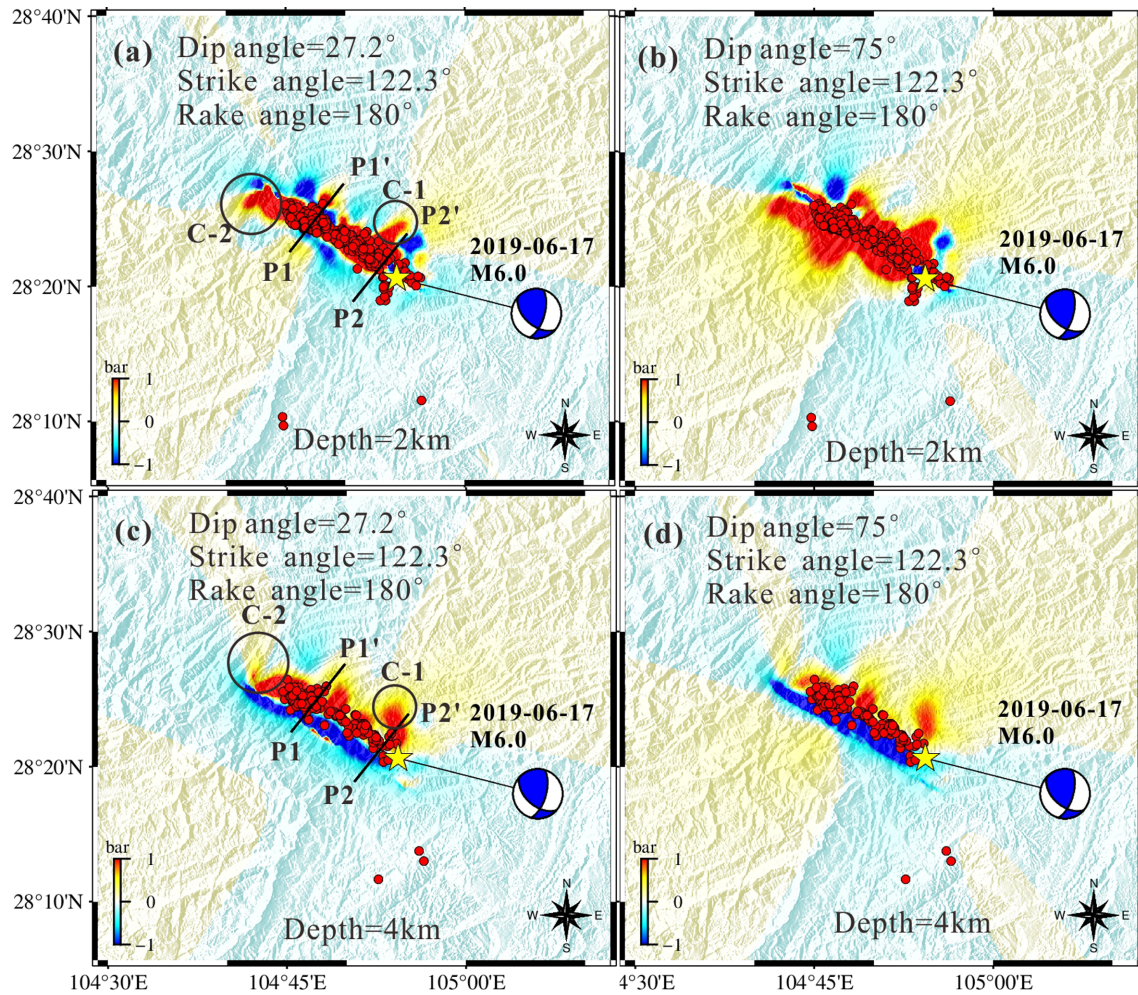 28°40'N
(a)
Dip angle=27.2°
Strike angle=122.3°
Rake angle=180°
28°30'N
P1'
C-1
P2'
C-2
P1
2019-06-17
M6.0
28°20'N
P2
bar
1
0
−1
28°10'N
Depth=2km
N
W
E
S
(b)
Dip angle=75°
Strike angle=122.3°
Rake angle=180°
2019-06-17
M6.0
bar
1
0
−1
Depth=2km
N
W
E
S
28°40'N
(c)
Dip angle=27.2°
Strike angle=122.3°
Rake angle=180°
C-2
28°30'N
P1'
C-1
P2'
2019-06-17
M6.0
P1
28°20'N
P2
bar
1
0
−1
28°10'N
Depth=4km
N
W
E
S
(d)
Dip angle=75°
Strike angle=122.3°
Rake angle=180°
2019-06-17
M6.0
bar
1
0
−1
Depth=4km
N
W
E
S
104°30'E
104°45'E
105°00'E
4°30'E
104°45'E
105°00'E